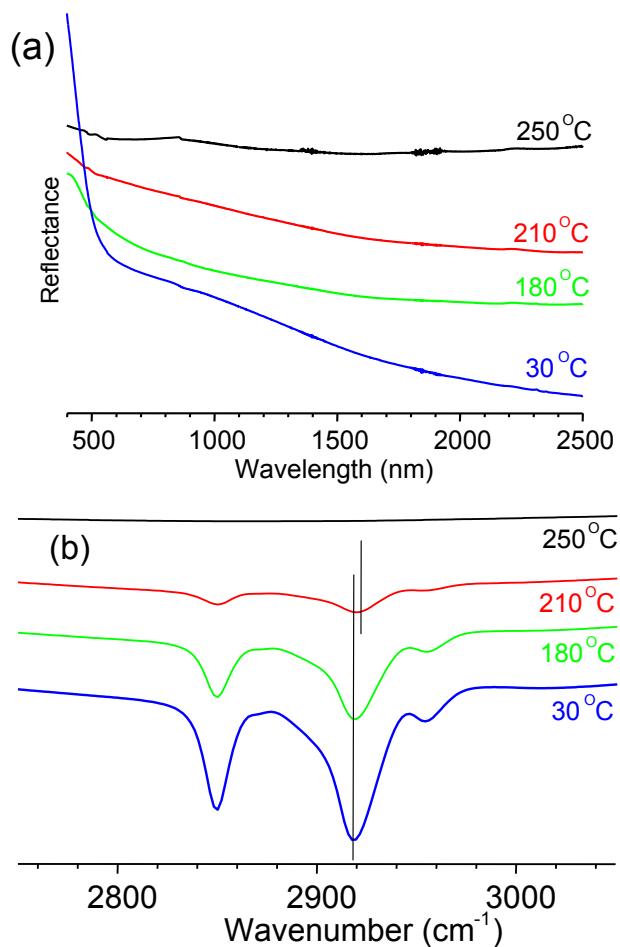 (a)
Reflectance
250°C
210°C
180°C
30°C
500 1000 1500 2000 2500
Wavelength (nm)
(b)
250°C
210°C
180°C
30°C
2800 2900 3000
Wavenumber (cm⁻¹)